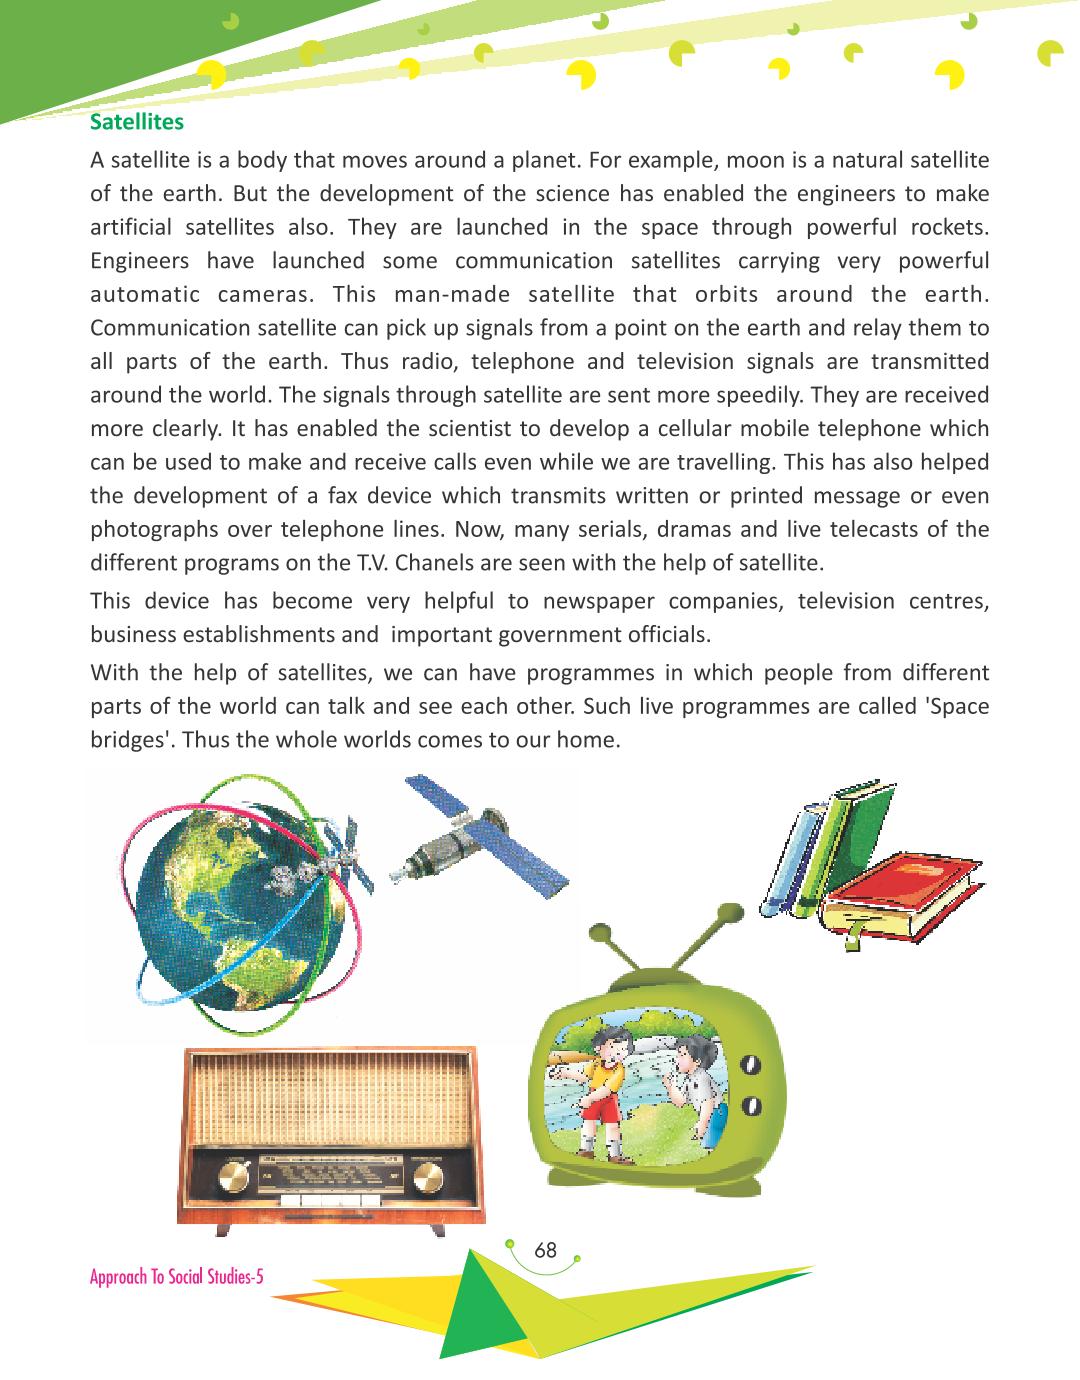 Satellites
A satellite is a body that moves around a planet. For example, moon is a natural satellite
of the earth. But the development of the science has enabled the engineers to make
artificial satellites also. They are launched in the space through powerful rockets.
Engineers have launched some communication satellites carrying very powerful
automatic cameras. This man-made satellite that orbits around the earth.
Communication satellite can pick up signals from a point on the earth and relay them to
all parts of the earth. Thus radio, telephone and television signals are transmitted
around the world. The signals through satellite are sent more speedily. They are received
more clearly. It has enabled the scientist to develop a cellular mobile telephone which
can be used to make and receive calls even while we are travelling. This has also helped
the development of a fax device which transmits written or printed message or even
photographs over telephone lines. Now, many serials, dramas and live telecasts of the
different programs on the T.V. Chanels are seen with the help of satellite.
This device has become very helpful to newspaper companies, television centres,
business establishments and important government officials.
With the help of satellites, we can have programmes in which people from different
parts of the world can talk and see each other. Such live programmes are called 'Space
bridges'. Thus the whole worlds comes to our home.
68
Approach To Social Studies-5